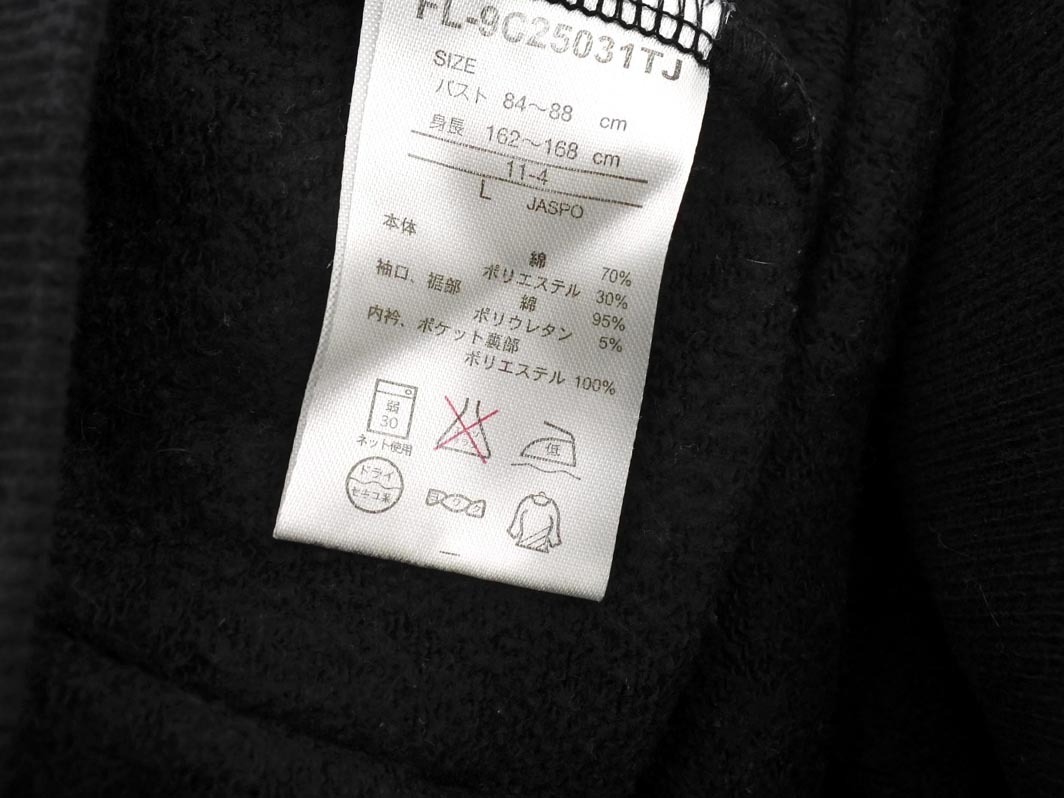 FL-9C25031TJ
SIZE
バスト 84～88 cm
身長 162～168 cm
11-4
L JASPO
本体
綿 70%
ポリエステル 30%
袖口、裾部
綿 95%
ポリウレタン 5%
内衿、ポケット裏部
ポリエステル 100%
弱
30
ネット使用
低
ドライ
セキユ系